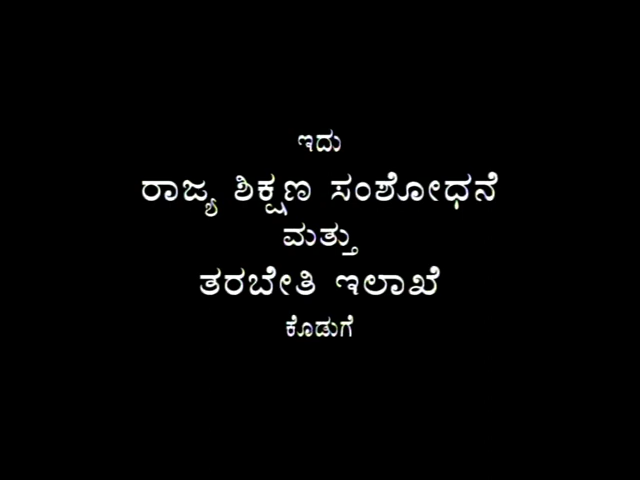 ಇದು
ರಾಜ್ಯ ಶಿಕ್ಷಣ ಸಂಶೋಧನೆ
ಮತ್ತು
ತರಬೇತಿ ಇಲಾಖೆ
ಕೊಡುಗೆ